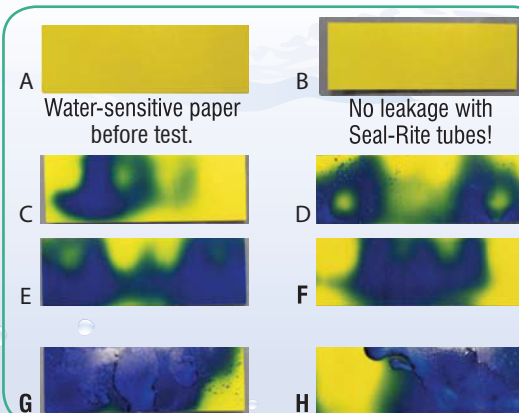 A
B
Water-sensitive paper
before test.
No leakage with
Seal-Rite tubes!
C
D
E
F
G
H